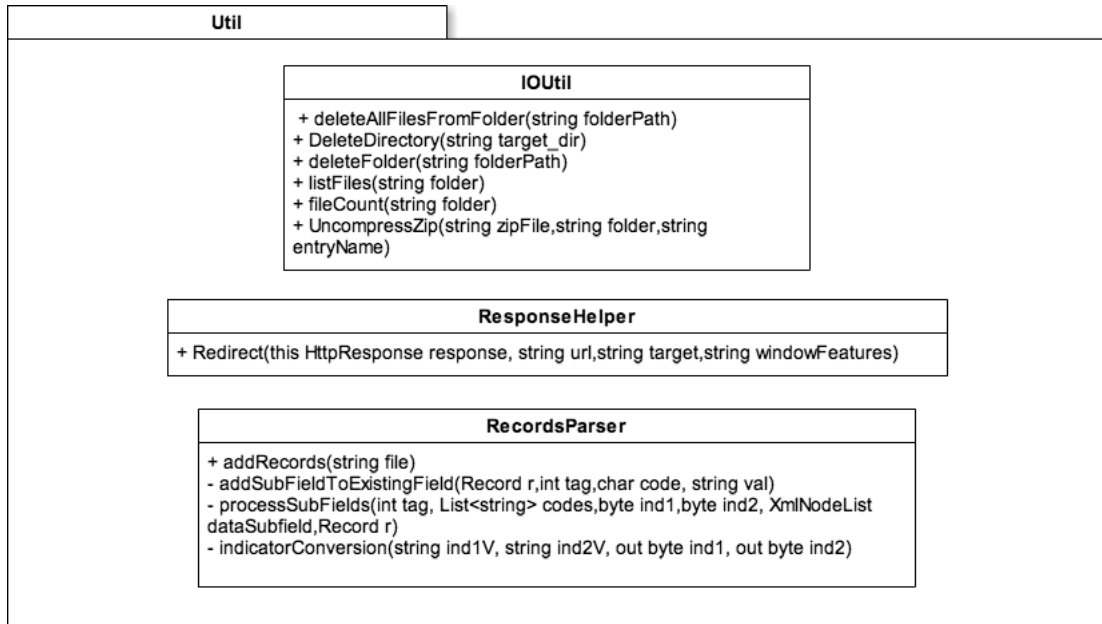 Util
IOUtil
+ deleteAllFilesFromFolder(string folderPath)
+ DeleteDirectory(string target_dir)
+ deleteFolder(string folderPath)
+ listFiles(string folder)
+ fileCount(string folder)
+ UncompressZip(string zipFile,string folder,string
entryName)
ResponseHelper
+ Redirect(this HttpResponse response, string url,string target,string windowFeatures)
RecordsParser
+ addRecords(string file)
- addSubFieldToExistingField(Record r,int tag,char code, string val)
- processSubFields(int tag, List<string> codes,byte ind1,byte ind2, XmlNodeList
dataSubfield,Record r)
- indicatorConversion(string ind1V, string ind2V, out byte ind1, out byte ind2)